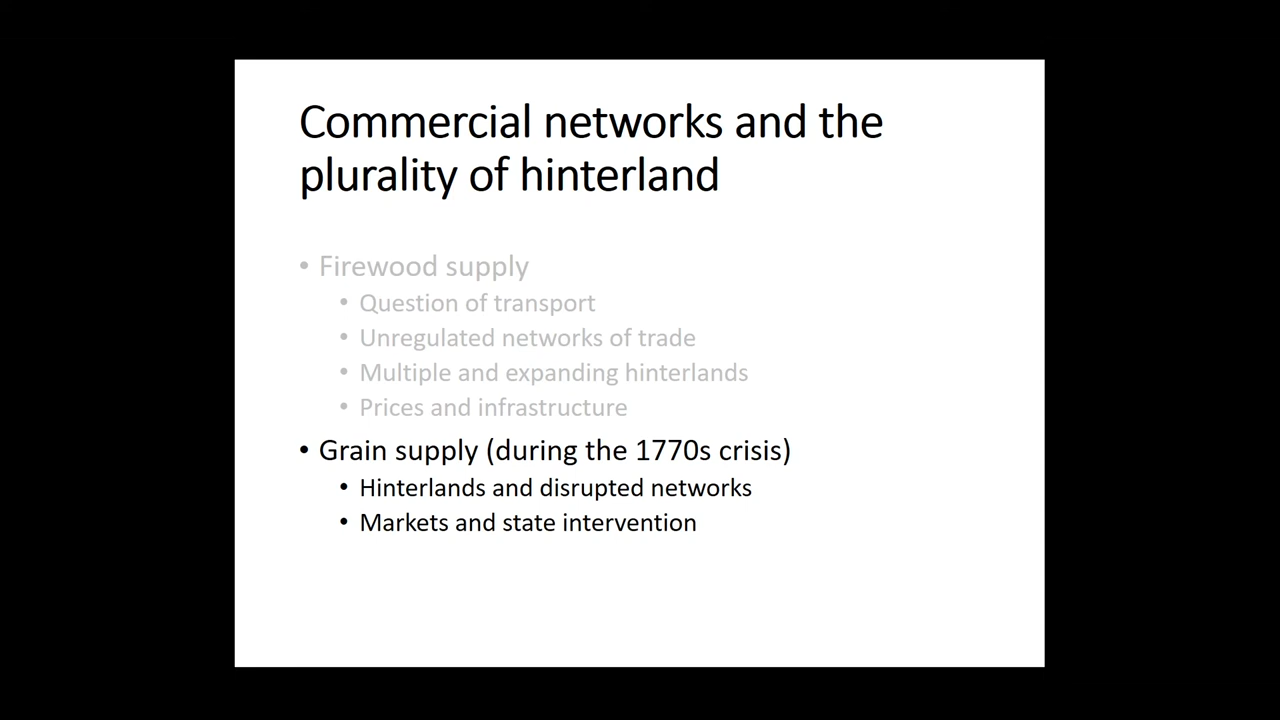 Commercial networks and the
plurality of hinterland
• Firewood supply
• Question of transport
• Unregulated networks of trade
• Multiple and expanding hinterlands
• Prices and infrastructure
• Grain supply (during the 1770s crisis)
• Hinterlands and disrupted networks
• Markets and state intervention